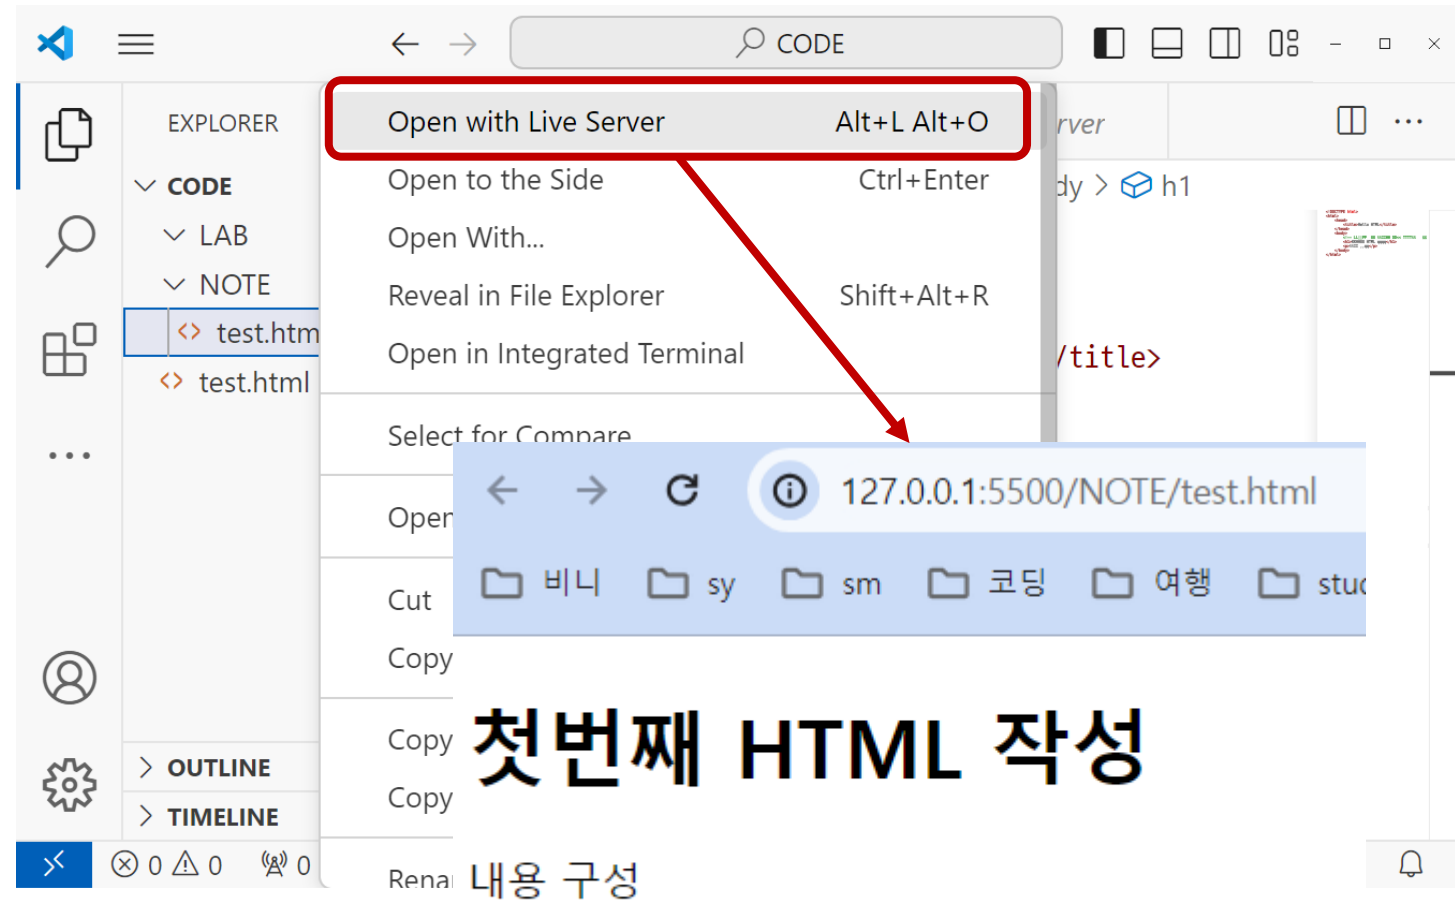 CODE
EXPLORER
CODE
LAB
NOTE
test.htm
test.html
OUTLINE
TIMELINE
0 0 0
Open with Live Server Alt+L Alt+O
Open to the Side Ctrl+Enter
Open With...
Reveal in File Explorer Shift+Alt+R
Open in Integrated Terminal
Select for Compare
Open
Cut
Copy
Copy
Copy
Rena
rver
dy > h1
/title>
127.0.0.1:5500/NOTE/test.html
비니 sy sm 코딩 여행 stud
첫번째 HTML 작성
내용 구성